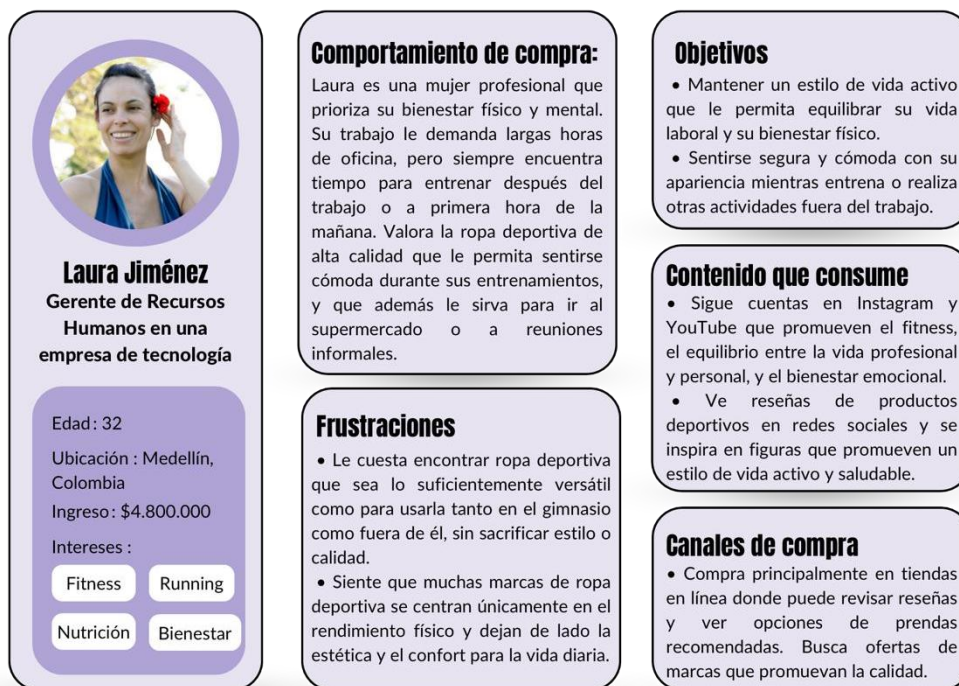 Laura Jiménez
Gerente de Recursos
Humanos en una
empresa de tecnología
Edad : 32
Ubicación : Medellín,
Colombia
Ingreso : $4.800.000
Intereses :
Fitness
Running
Nutrición
Bienestar
Comportamiento de compra:
Laura es una mujer profesional que
prioriza su bienestar físico y mental.
Su trabajo le demanda largas horas
de oficina, pero siempre encuentra
tiempo para entrenar después del
trabajo o a primera hora de la
mañana. Valora la ropa deportiva de
alta calidad que le permita sentirse
cómoda durante sus entrenamientos,
y que además le sirva para ir al
supermercado o a reuniones
informales.
Frustraciones
• Le cuesta encontrar ropa deportiva
que sea lo suficientemente versátil
como para usarla tanto en el gimnasio
como fuera de él, sin sacrificar estilo o
calidad.
• Siente que muchas marcas de ropa
deportiva se centran únicamente en el
rendimiento físico y dejan de lado la
estética y el confort para la vida diaria.
Objetivos
• Mantener un estilo de vida activo
que le permita equilibrar su vida
laboral y su bienestar físico.
• Sentirse segura y cómoda con su
apariencia mientras entrena o realiza
otras actividades fuera del trabajo.
Contenido que consume
• Sigue cuentas en Instagram y
YouTube que promueven el fitness,
el equilibrio entre la vida profesional
y personal, y el bienestar emocional.
• Ve reseñas de productos
deportivos en redes sociales y se
inspira en figuras que promueven un
estilo de vida activo y saludable.
Canales de compra
• Compra principalmente en tiendas
en línea donde puede revisar reseñas
y ver opciones de prendas
recomendadas. Busca ofertas de
marcas que promuevan la calidad.